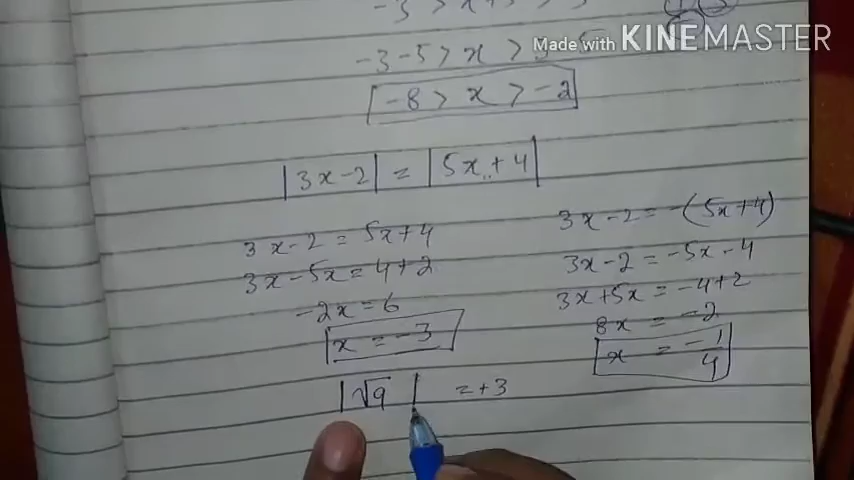 Made with KINEMASTER
-3-5 > x > 3-5
-8 > x > -2
|3x-2| = |5x+4|
3x-2 = 5x+4
3x-5x = 4+2
-2x = 6
x = -3
3x-2 = -(5x+4)
3x-2 = -5x-4
3x+5x = -4+2
8x = -2
x = -1/4
|√9| = +3